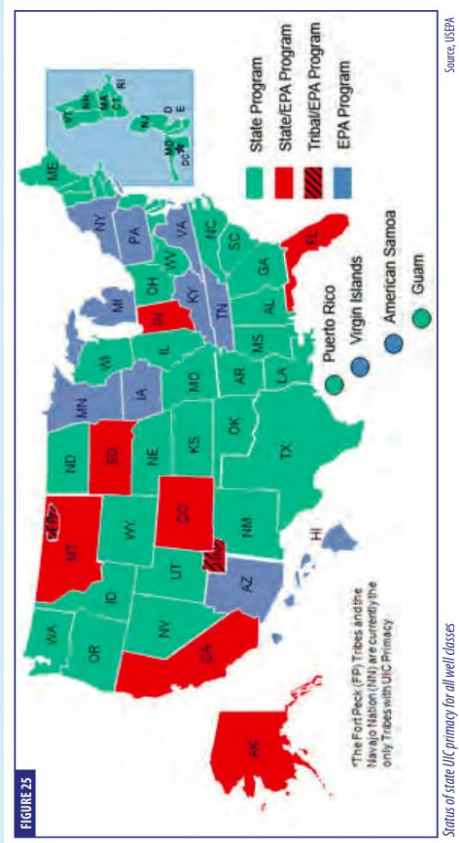 FIGURE 25
WA
OR
CA
NV
ID
MT
FP
WY
UT
AZ
CO
NM
NN
ND
SD
NE
KS
OK
TX
MN
IA
MO
AR
LA
WI
IL
MI
IN
OH
KY
TN
MS
AL
GA
FL
SC
NC
VA
WV
PA
NY
ME
VT
NH
MA
CT
RI
NJ
D
E
MD
DC
AK
HI
State Program
State/EPA Program
Tribal/EPA Program
EPA Program
Puerto Rico
Virgin Islands
American Samoa
Guam
*The Fort Peck (FP) Tribes and the
Navajo Nation (NN) are currently the
only Tribes with UIC Primacy
Status of state UIC primacy for all well classes
Source, USEPA